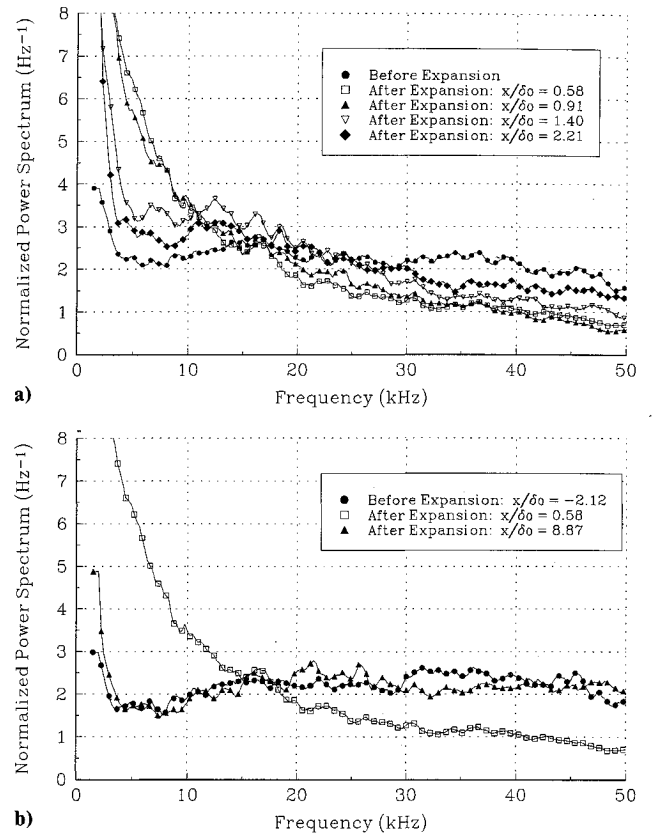 8
7
6
5
4
3
2
1
0
Normalized Power Spectrum (Hz⁻¹)
Before Expansion
After Expansion: x/δ0 = 0.58
After Expansion: x/δ0 = 0.91
After Expansion: x/δ0 = 1.40
After Expansion: x/δ0 = 2.21
0 10 20 30 40 50
a)
Frequency (kHz)
8
7
6
5
4
3
2
1
0
Normalized Power Spectrum (Hz⁻¹)
Before Expansion: x/δ0 = −2.12
After Expansion: x/δ0 = 0.58
After Expansion: x/δ0 = 8.87
0 10 20 30 40 50
b)
Frequency (kHz)